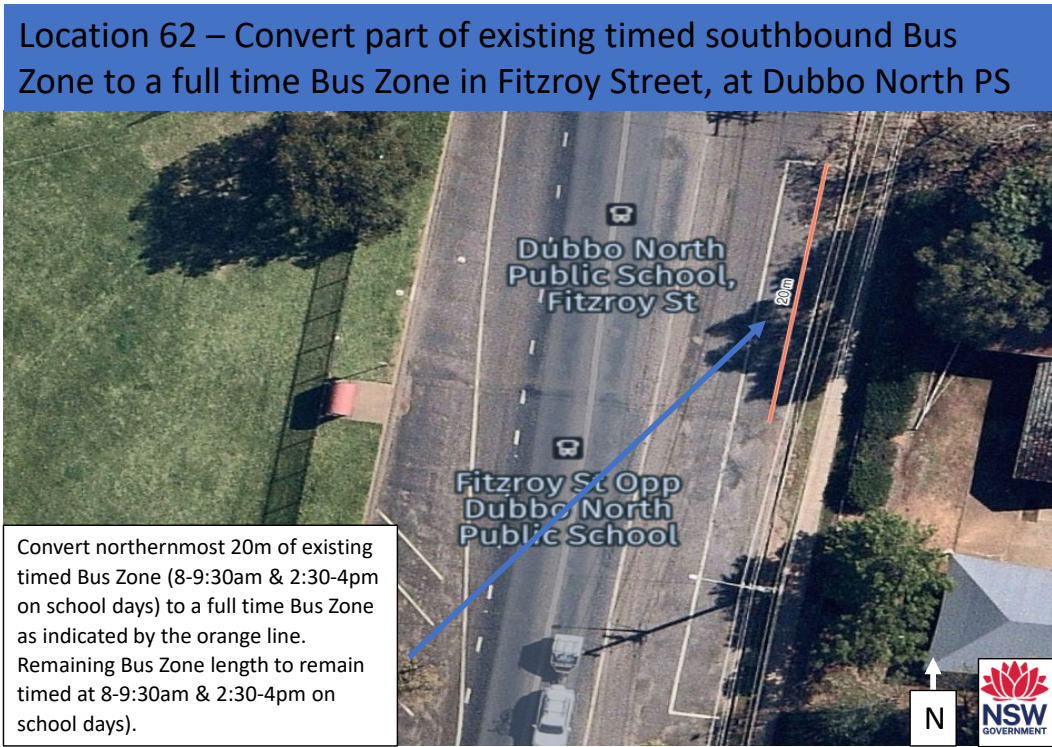 Location 62 – Convert part of existing timed southbound Bus
Zone to a full time Bus Zone in Fitzroy Street, at Dubbo North PS
Dubbo North
Public School,
Fitzroy St
20 m
Fitzroy St Opp
Dubbo North
Public School
Convert northernmost 20m of existing
timed Bus Zone (8-9:30am & 2:30-4pm
on school days) to a full time Bus Zone
as indicated by the orange line.
Remaining Bus Zone length to remain
timed at 8-9:30am & 2:30-4pm on
school days).
N
NSW
GOVERNMENT